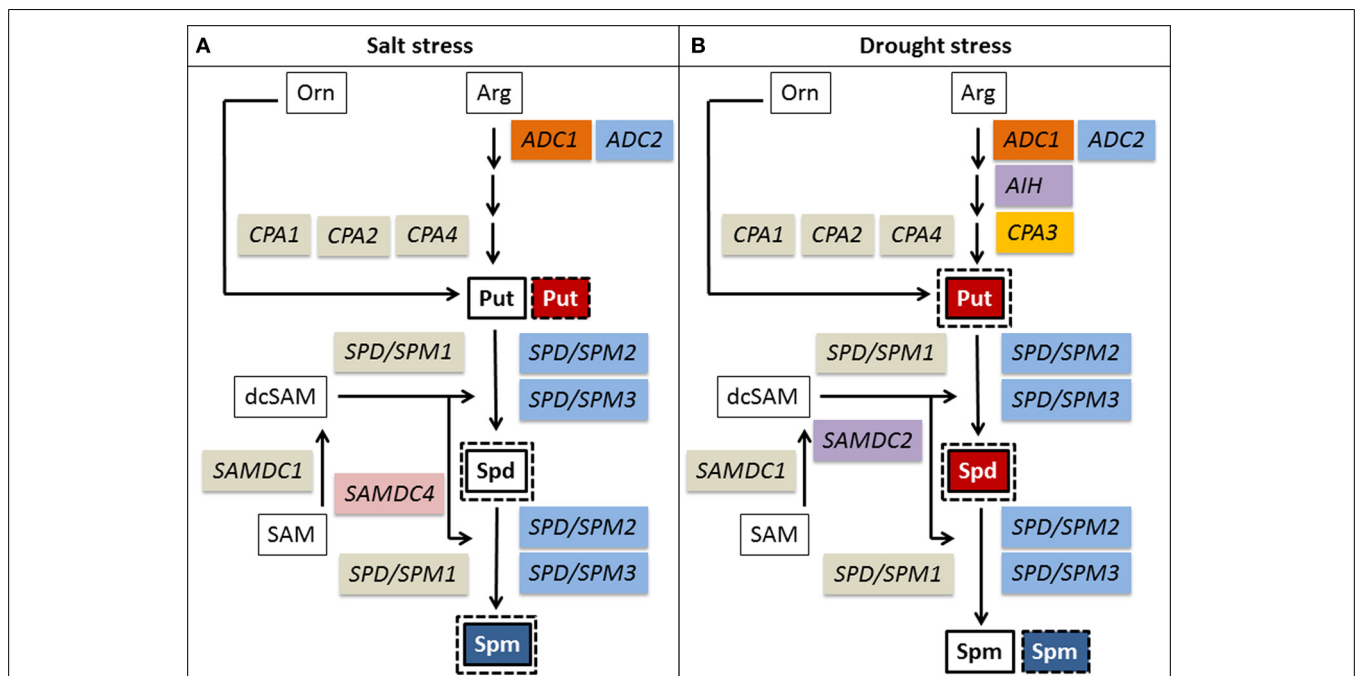 A Salt stress
Orn Arg
ADC1 ADC2
CPA1 CPA2 CPA4
Put Put
SPD/SPM1 SPD/SPM2
dcSAM SPD/SPM3
SAMDC1 SAMDC4 Spd
SAM SPD/SPM2
SPD/SPM1 SPD/SPM3
Spm
B Drought stress
Orn Arg
ADC1 ADC2
AIH
CPA1 CPA2 CPA4 CPA3
Put
SPD/SPM1 SPD/SPM2
dcSAM SPD/SPM3
SAMDC2
SAMDC1 Spd
SAM SPD/SPM2
SPD/SPM1 SPD/SPM3
Spm Spm